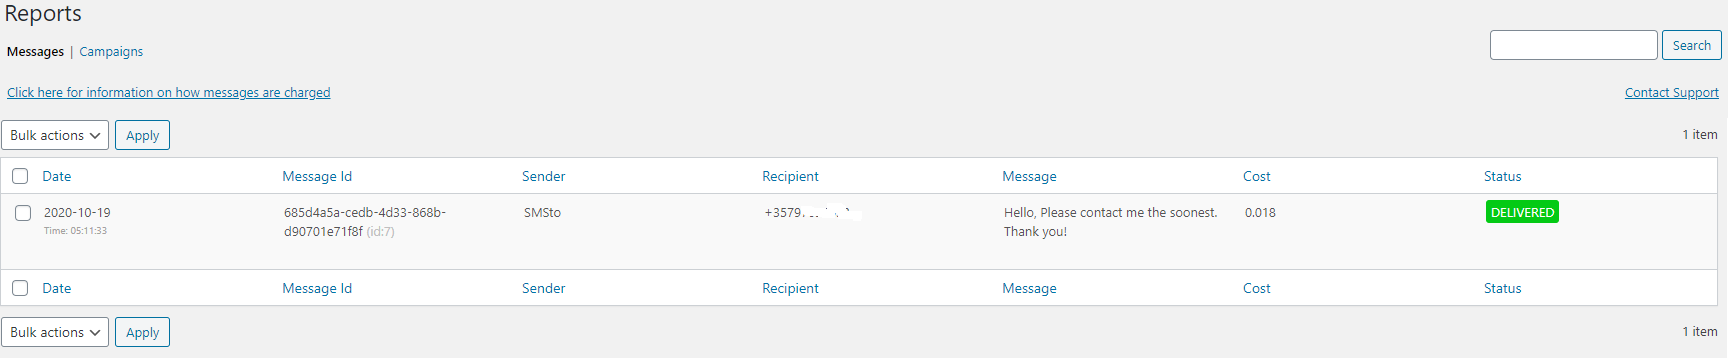 Reports
Messages | Campaigns
Search
Click here for information on how messages are charged
Contact Support
Bulk actions Apply
1 item
Date Message Id Sender Recipient Message Cost Status
2020-10-19 685d4a5a-cedb-4d33-868b- SMSto +3579 Hello, Please contact me the soonest. 0.018 DELIVERED
Time: 05:11:33 d90701e71f8f (id:7) Thank you!
Date Message Id Sender Recipient Message Cost Status
Bulk actions Apply
1 item